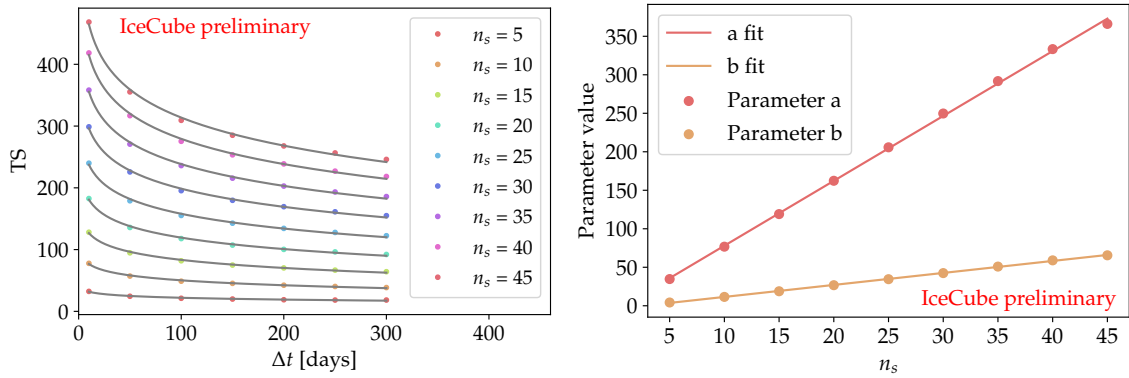 IceCube preliminary
TS
400
300
200
100
0
n_s = 5
n_s = 10
n_s = 15
n_s = 20
n_s = 25
n_s = 30
n_s = 35
n_s = 40
n_s = 45
0 100 200 300 400
Δt [days]
Parameter value
350
300
250
200
150
100
50
0
a fit
b fit
Parameter a
Parameter b
IceCube preliminary
5 10 15 20 25 30 35 40 45
n_s